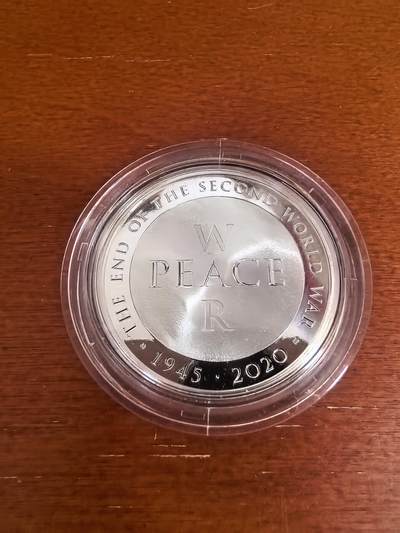 THE END OF THE SECOND WORLD WAR
W
PEACE
R
· 1945 · 2020 ·